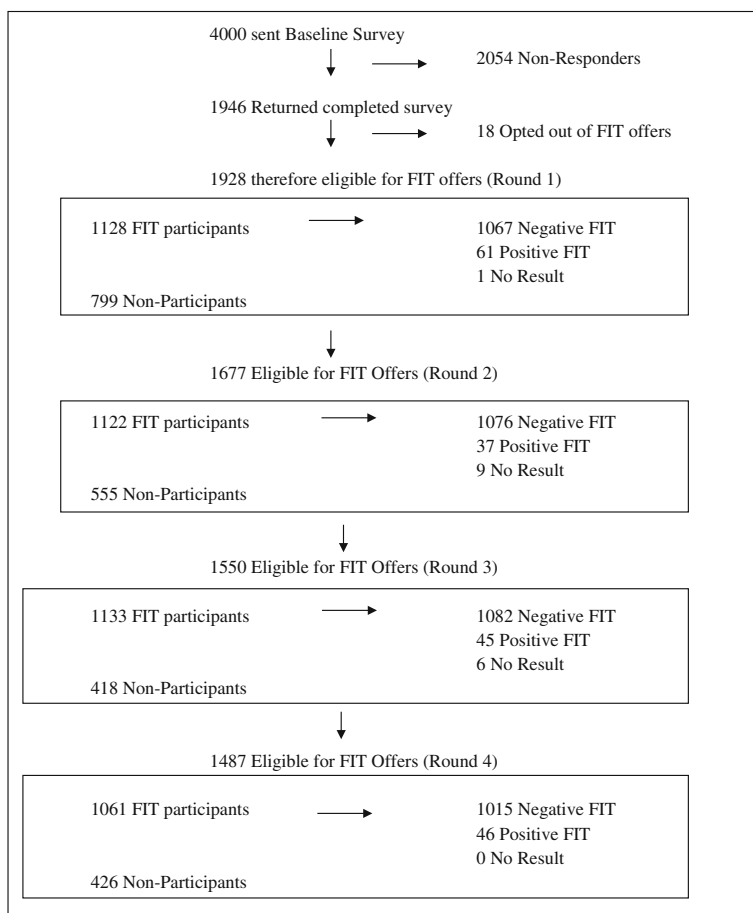 4000 sent Baseline Survey
2054 Non-Responders
1946 Returned completed survey
18 Opted out of FIT offers
1928 therefore eligible for FIT offers (Round 1)
1128 FIT participants
1067 Negative FIT
61 Positive FIT
1 No Result
799 Non-Participants
1677 Eligible for FIT Offers (Round 2)
1122 FIT participants
1076 Negative FIT
37 Positive FIT
9 No Result
555 Non-Participants
1550 Eligible for FIT Offers (Round 3)
1133 FIT participants
1082 Negative FIT
45 Positive FIT
6 No Result
418 Non-Participants
1487 Eligible for FIT Offers (Round 4)
1061 FIT participants
1015 Negative FIT
46 Positive FIT
0 No Result
426 Non-Participants